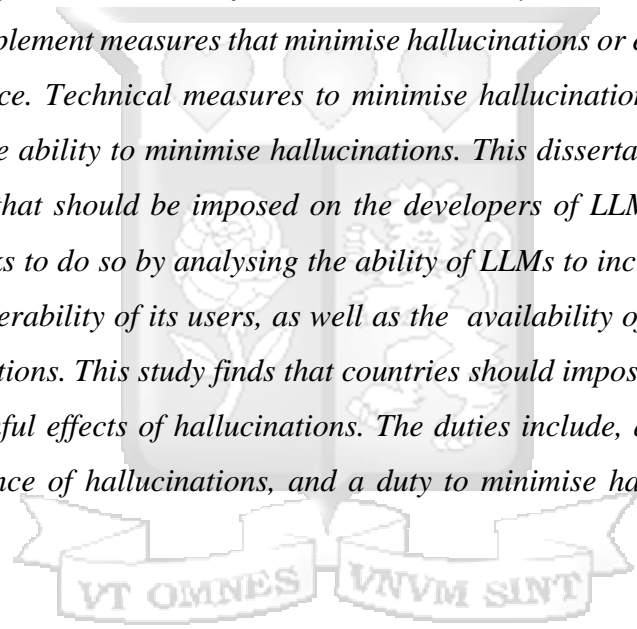 plement measures that minimise hallucinations or
ce. Technical measures to minimise hallucination
e ability to minimise hallucinations. This disserta
that should be imposed on the developers of LLM
ks to do so by analysing the ability of LLMs to inc
erability of its users, as well as the availability o
tions. This study finds that countries should impos
ful effects of hallucinations. The duties include,
nce of hallucinations, and a duty to minimise ha
VT OMNES VNVM SINT